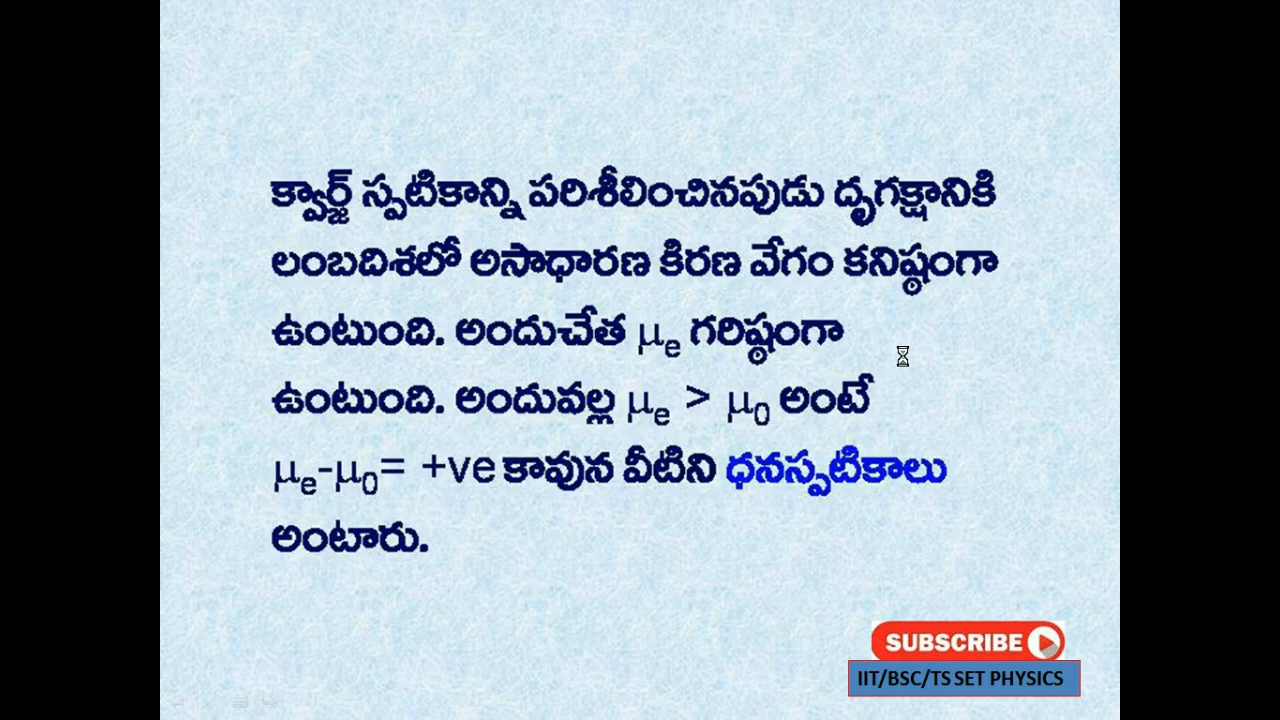 క్వార్ట్జ్ స్పటికాన్ని పరిశీలించినపుడు దృగక్షానికి
లంబదిశలో అసాధారణ కిరణ వేగం కనిష్ఠంగా
ఉంటుంది. అందుచేత μe గరిష్ఠంగా
ఉంటుంది. అందువల్ల μe > μ0 అంటే
μe-μ0= +ve కావున వీటిని ధనస్పటికాలు
అంటారు.
SUBSCRIBE
IIT/BSC/TS SET PHYSICS